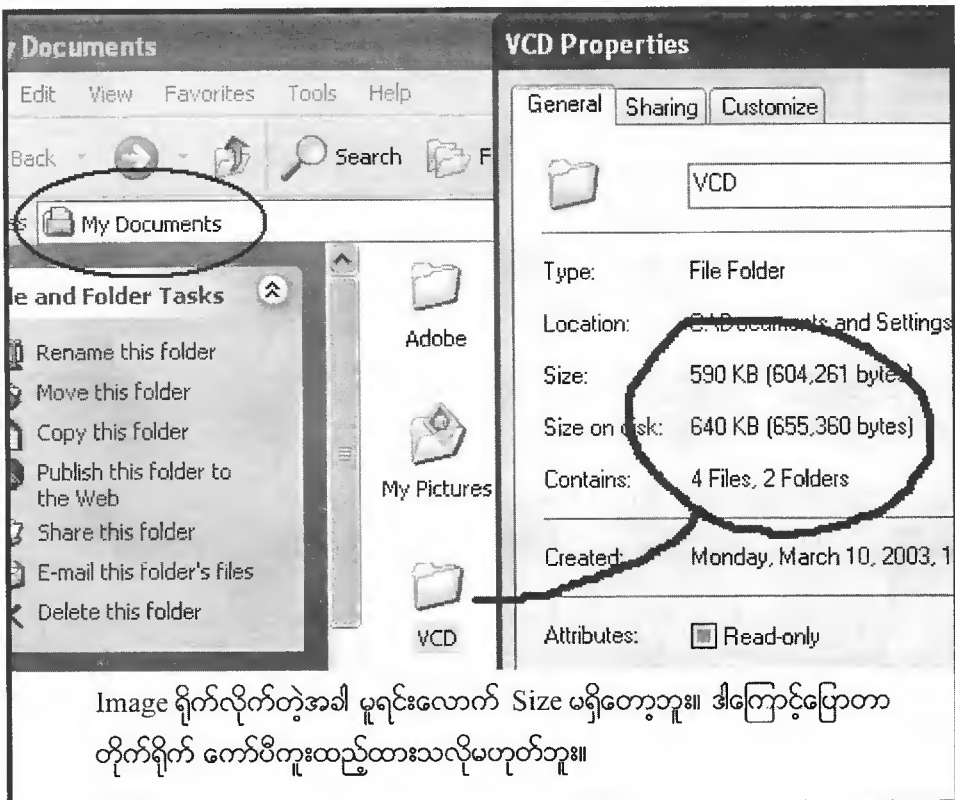 Documents
Edit View Favorites Tools Help
Back Search
My Documents
and Folder Tasks
Rename this folder
Move this folder
Copy this folder
Publish this folder to
the Web
Share this folder
E-mail this folder's files
Delete this folder
Adobe
My Pictures
VCD
VCD Properties
General Sharing Customize
VCD
Type: File Folder
Location: C:\Documents and Settings
Size: 590 KB (604,261 bytes)
Size on disk: 640 KB (655,360 bytes)
Contains: 4 Files, 2 Folders
Created: Monday, March 10, 2003, 1
Attributes: Read-only
Image ရိုက်လိုက်တဲ့အခါ မူရင်းလောက် Size မရှိတော့ဘူး။ ဒါကြောင့်ပြောတာ
တိုက်ရိုက် ကော်ပီကူးထည့်ထားသလိုမဟုတ်ဘူး။